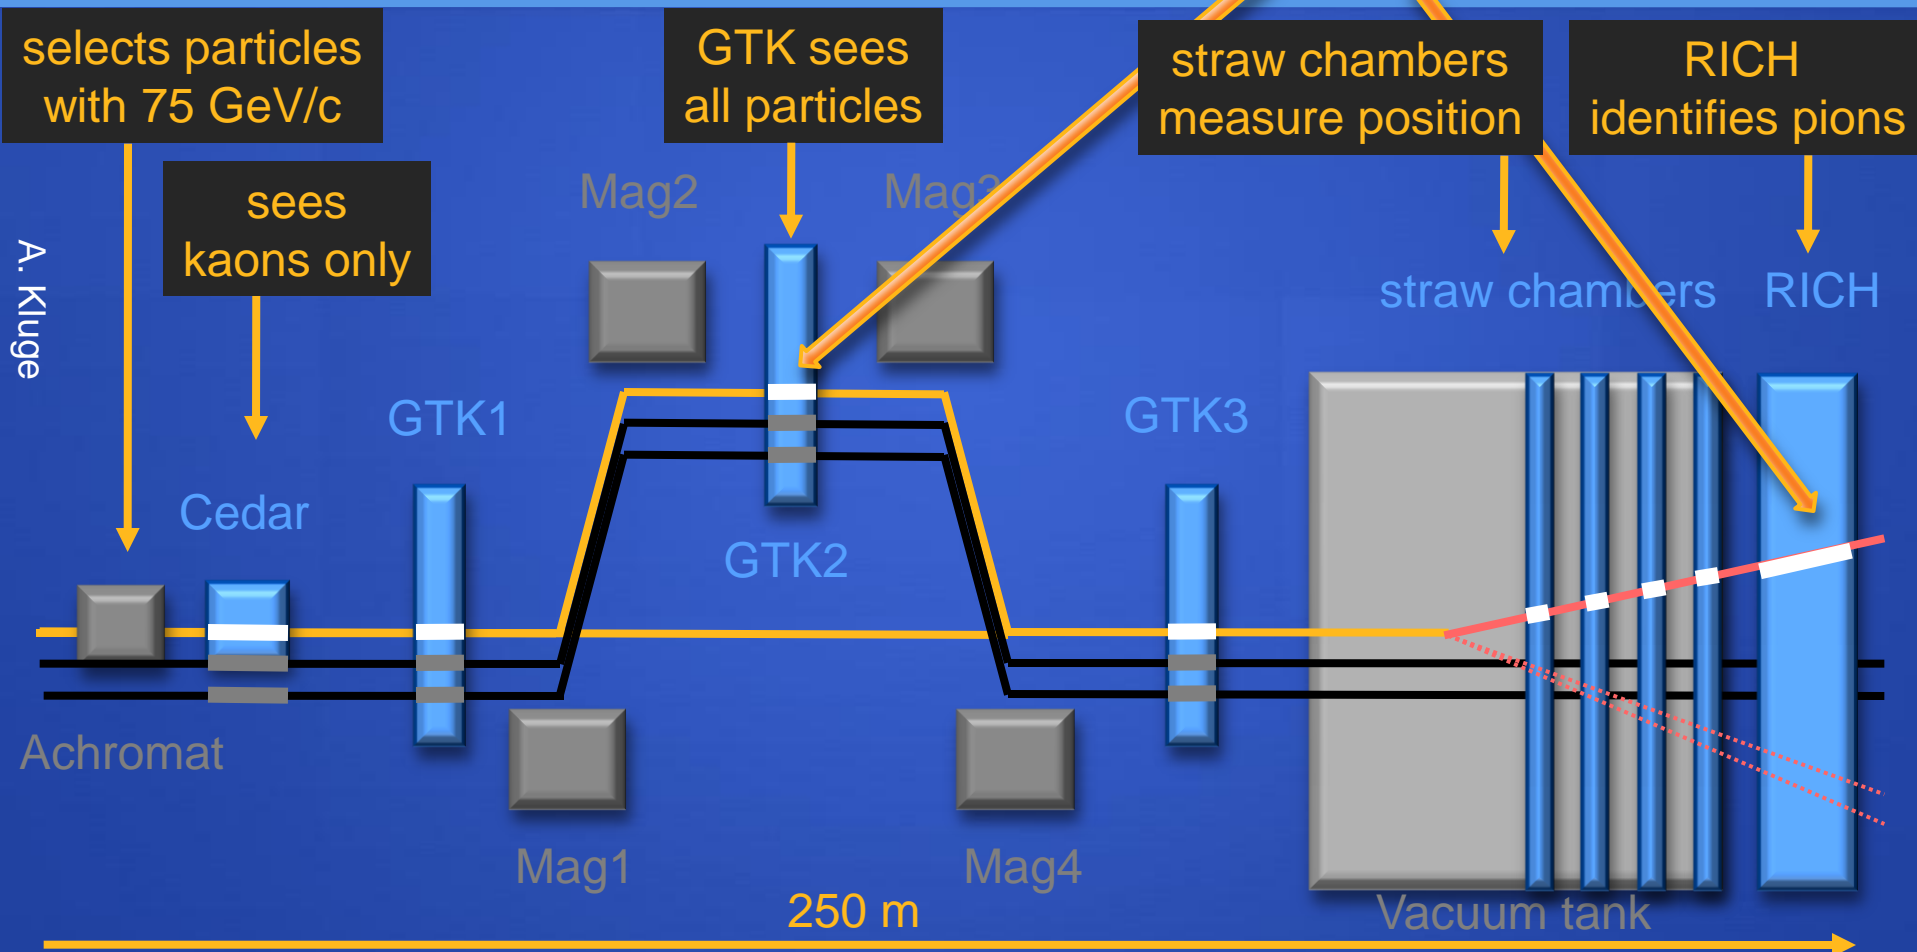 selects particles
with 75 GeV/c
GTK sees
all particles
straw chambers
measure position
RICH
identifies pions
sees
kaons only
Mag2
Mag3
A. Kluge
straw chambers
RICH
GTK1
GTK3
Cedar
GTK2
Achromat
Mag1
Mag4
250 m
Vacuum tank